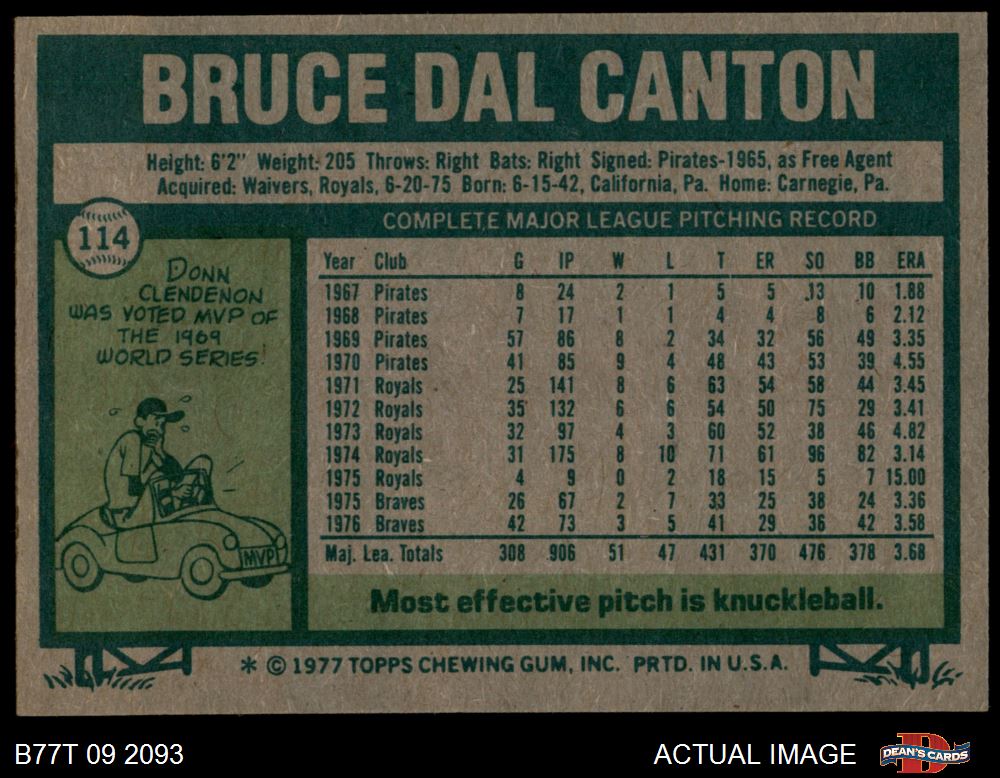 BRUCE DAL CANTON
Height: 6'2" Weight: 205 Throws: Right Bats: Right Signed: Pirates-1965, as Free Agent
Acquired: Waivers, Royals, 6-20-75 Born: 6-15-42, California, Pa. Home: Carnegie, Pa.
114
COMPLETE MAJOR LEAGUE PITCHING RECORD
DONN
CLENDENON
WAS VOTED MVP OF
THE 1969
WORLD SERIES!
MVP
Year Club G IP W L T ER SO BB ERA
1967 Pirates 8 24 2 1 5 5 13 10 1.88
1968 Pirates 7 17 1 1 4 4 8 6 2.12
1969 Pirates 57 86 8 2 34 32 56 49 3.35
1970 Pirates 41 85 9 4 48 43 53 39 4.55
1971 Royals 25 141 8 6 63 54 58 44 3.45
1972 Royals 35 132 6 6 54 50 75 29 3.41
1973 Royals 32 97 4 3 60 52 38 46 4.82
1974 Royals 31 175 8 10 71 61 96 82 3.14
1975 Royals 4 9 0 2 18 15 5 7 15.00
1975 Braves 26 67 2 7 33 25 38 24 3.36
1976 Braves 42 73 3 5 41 29 36 42 3.58
Maj. Lea. Totals 308 906 51 47 431 370 476 378 3.68
Most effective pitch is knuckleball.
* © 1977 TOPPS CHEWING GUM, INC. PRTD. IN U.S.A.
B77T 09 2093
ACTUAL IMAGE
D
DEAN'S CARDS